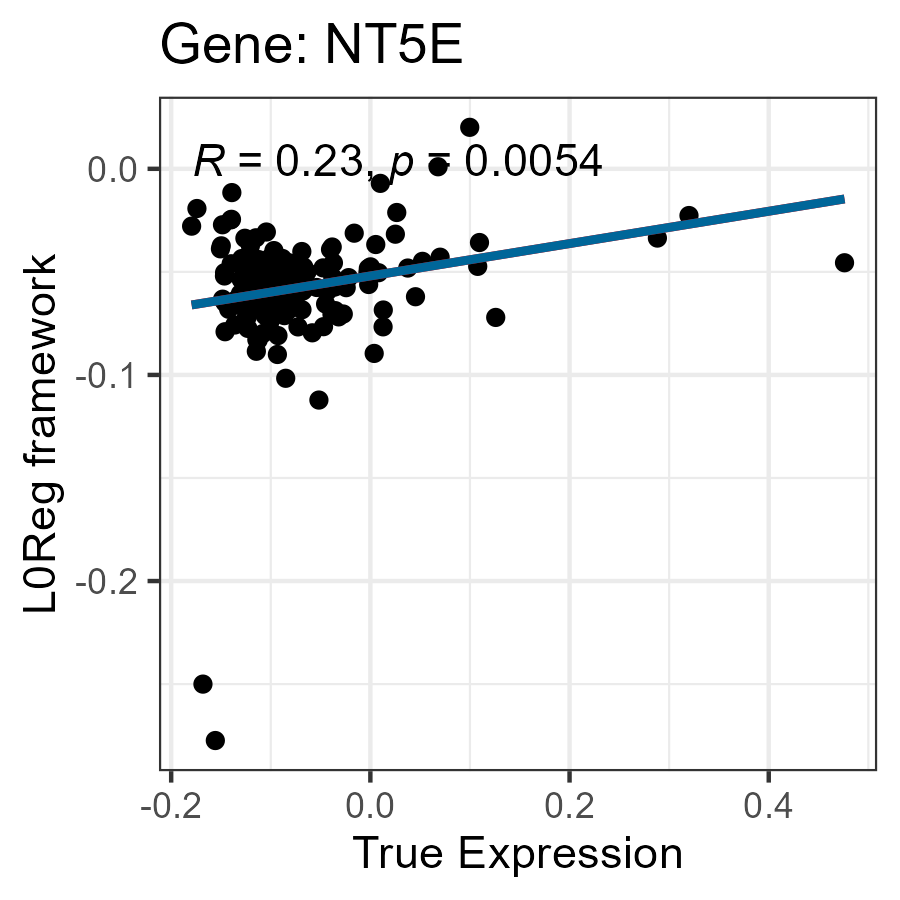 Gene: NT5E
R = 0.23, p = 0.0054
0.0
-0.1
-0.2
L0Reg framework
-0.2 0.0 0.2 0.4
True Expression